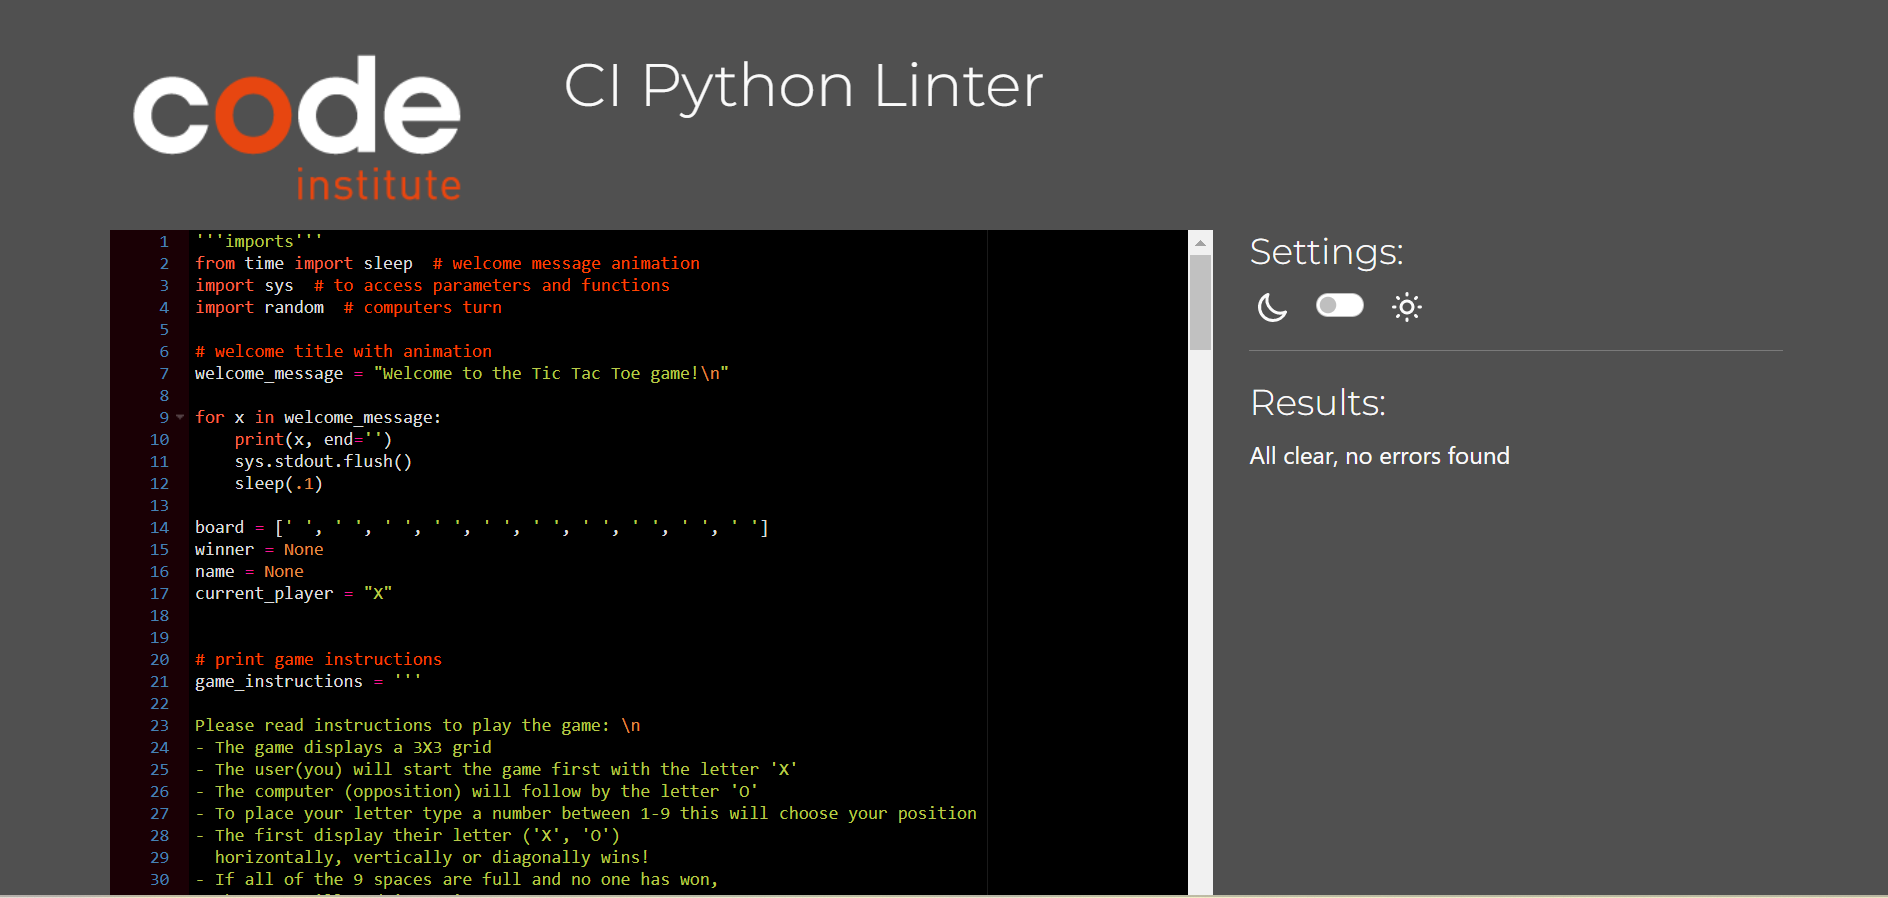 code
institute
CI Python Linter
1 '''imports'''
2 from time import sleep  # welcome message animation
3 import sys  # to access parameters and functions
4 import random  # computers turn
5
6 # welcome title with animation
7 welcome_message = "Welcome to the Tic Tac Toe game!\n"
8
9 for x in welcome_message:
10     print(x, end='')
11     sys.stdout.flush()
12     sleep(.1)
13
14 board = [' ', ' ', ' ', ' ', ' ', ' ', ' ', ' ', ' ', ' ']
15 winner = None
16 name = None
17 current_player = "X"
18
19
20 # print game instructions
21 game_instructions = '''
22
23 Please read instructions to play the game: \n
24 - The game displays a 3X3 grid
25 - The user(you) will start the game first with the letter 'X'
26 - The computer (opposition) will follow by the letter 'O'
27 - To place your letter type a number between 1-9 this will choose your position
28 - The first display their letter ('X', 'O')
29   horizontally, vertically or diagonally wins!
30 - If all of the 9 spaces are full and no one has won,
Settings:
Results:
All clear, no errors found